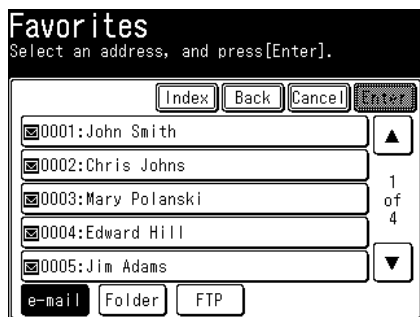 Favorites
Select an address, and press[Enter].
Index Back Cancel Enter
0001:John Smith
0002:Chris Johns
0003:Mary Polanski
0004:Edward Hill
0005:Jim Adams
1
of
4
e-mail Folder FTP